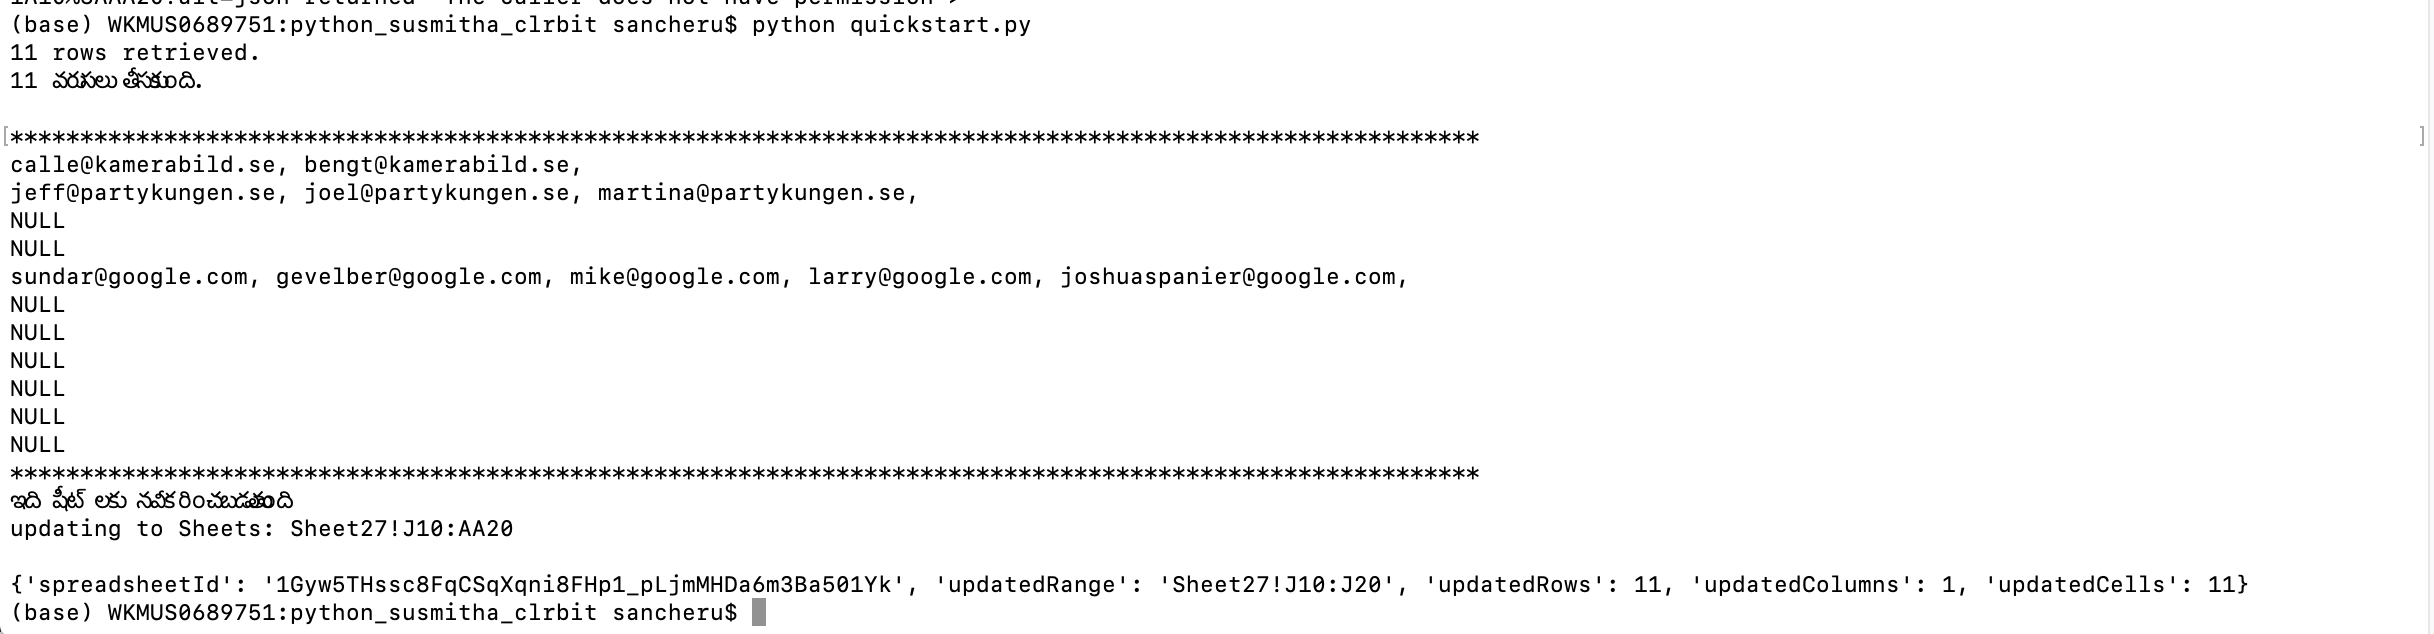 (base) WKMUS0689751:python_susmitha_clrbit sancheru$ python quickstart.py
11 rows retrieved.
11 వరుసలు తీసుకుంది.
*********************************************************************************************************
calle@kamerabild.se, bengt@kamerabild.se,
jeff@partykungen.se, joel@partykungen.se, martina@partykungen.se,
NULL
NULL
sundar@google.com, gevelber@google.com, mike@google.com, larry@google.com, joshuaspanier@google.com,
NULL
NULL
NULL
NULL
NULL
NULL
*********************************************************************************************************
ఇది షీట్ లకు నవీకరించబడుతుంది
updating to Sheets: Sheet27!J10:AA20
{'spreadsheetId': '1Gyw5THssc8FqCSqXqni8FHp1_pLjmMHDa6m3Ba501Yk', 'updatedRange': 'Sheet27!J10:J20', 'updatedRows': 11, 'updatedColumns': 1, 'updatedCells': 11}
(base) WKMUS0689751:python_susmitha_clrbit sancheru$